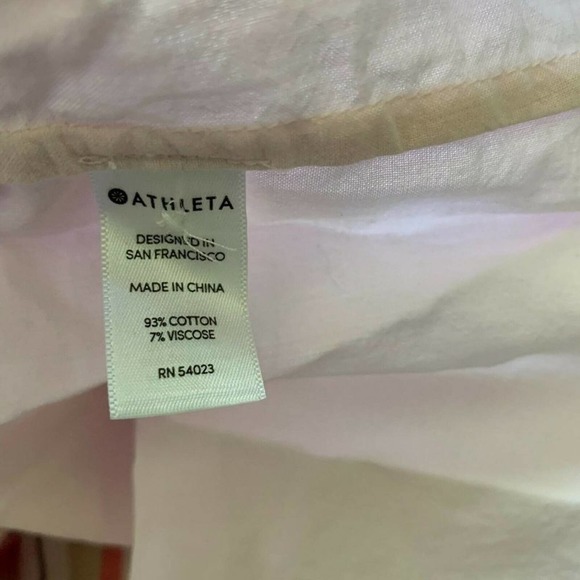 ATHLETA
DESIGNED IN
SAN FRANCISCO
MADE IN CHINA
93% COTTON
7% VISCOSE
RN 54023